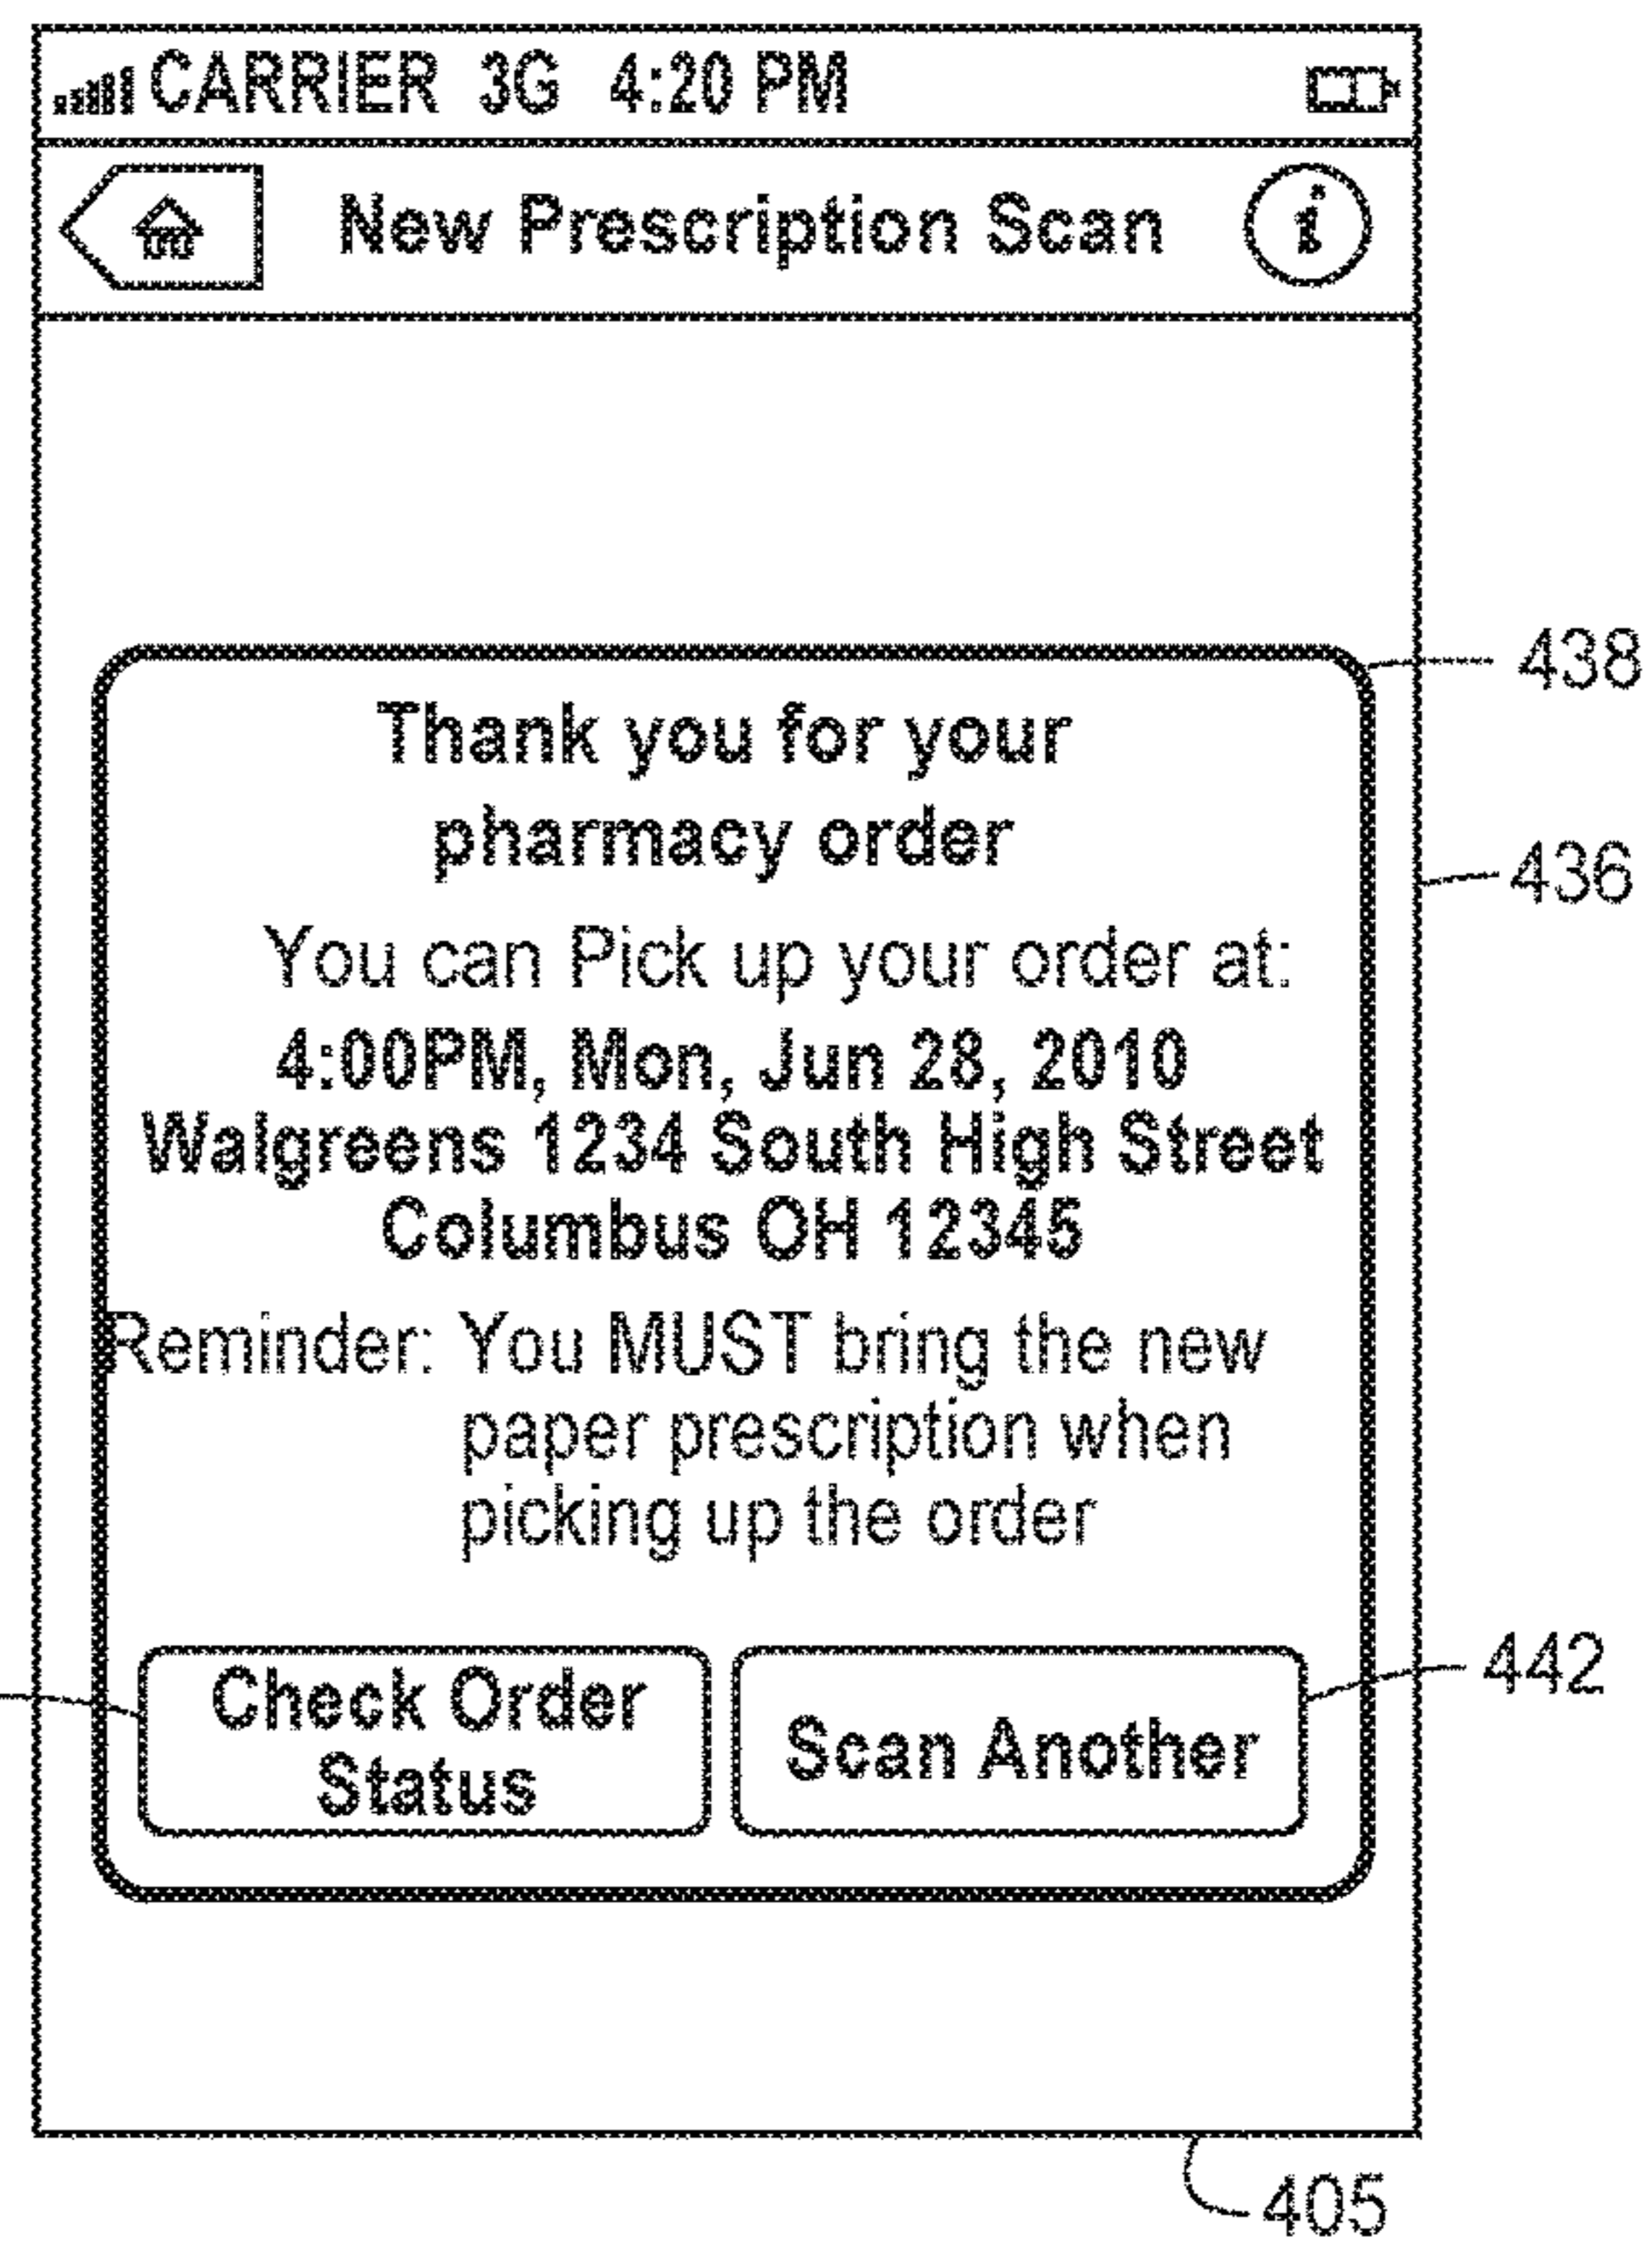 CARRIER 3G 4:20 PM
New Prescription Scan i
438
Thank you for your
pharmacy order
436
You can Pick up your order at:
4:00PM, Mon, Jun 28, 2010
Walgreens 1234 South High Street
Columbus OH 12345
Reminder: You MUST bring the new
paper prescription when
picking up the order
442
Check Order
Status
Scan Another
405